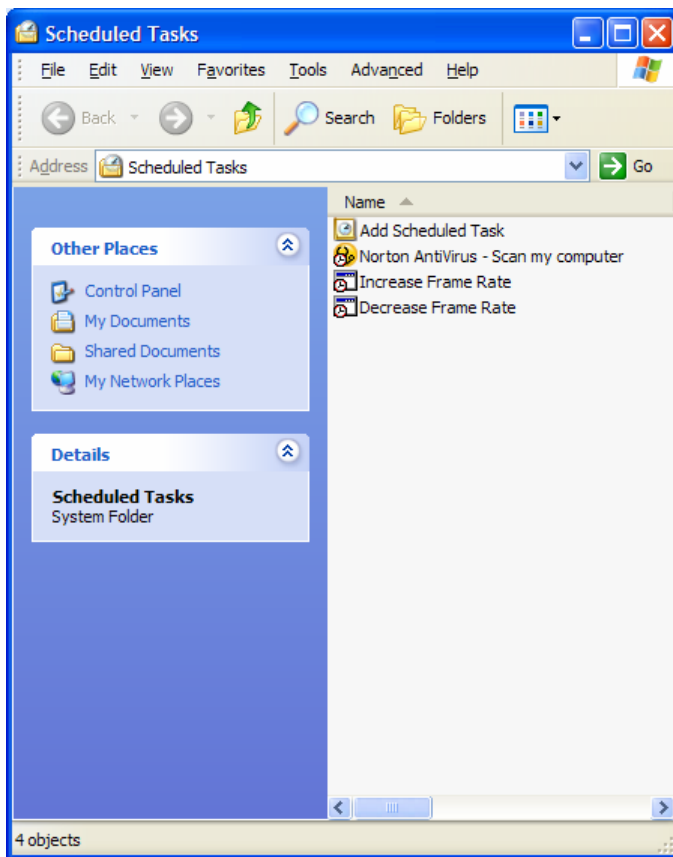 Scheduled Tasks
File Edit View Favorites Tools Advanced Help
Back Search Folders
Address Scheduled Tasks Go
Other Places
Control Panel
My Documents
Shared Documents
My Network Places
Details
Scheduled Tasks
System Folder
Name
Add Scheduled Task
Norton AntiVirus - Scan my computer
Increase Frame Rate
Decrease Frame Rate
4 objects